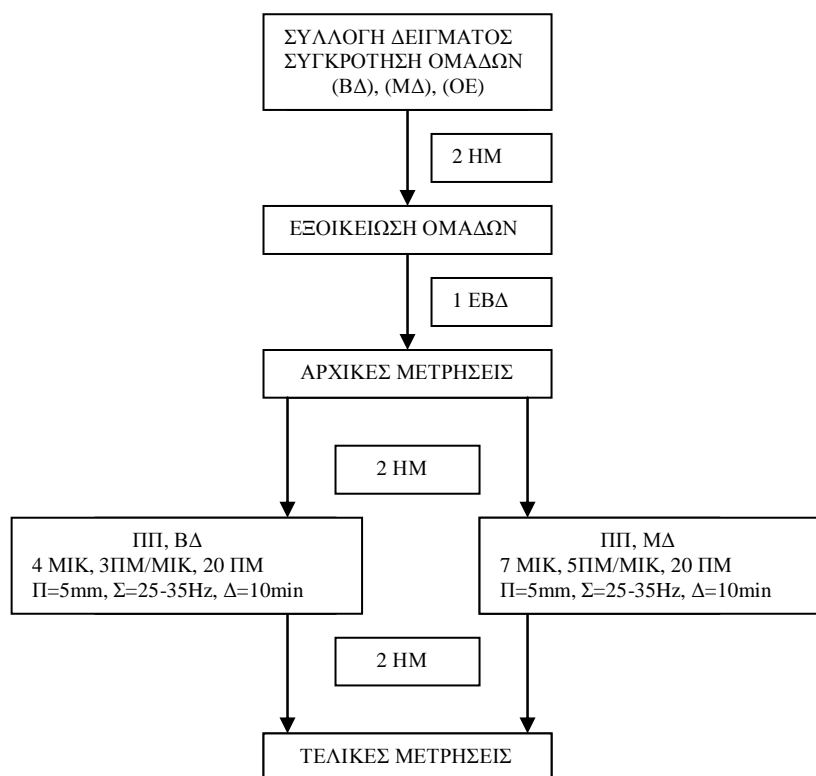 ΣΥΛΛΟΓΗ ΔΕΙΓΜΑΤΟΣ
ΣΥΓΚΡΟΤΗΣΗ ΟΜΑΔΩΝ
(ΒΔ), (ΜΔ), (ΟΕ)
2 ΗΜ
ΕΞΟΙΚΕΙΩΣΗ ΟΜΑΔΩΝ
1 ΕΒΔ
ΑΡΧΙΚΕΣ ΜΕΤΡΗΣΕΙΣ
2 ΗΜ
ΠΠ, ΒΔ
4 ΜΙΚ, 3ΠΜ/ΜΙΚ, 20 ΠΜ
Π=5mm, Σ=25-35Hz, Δ=10min
ΠΠ, ΜΔ
7 ΜΙΚ, 5ΠΜ/ΜΙΚ, 20 ΠΜ
Π=5mm, Σ=25-35Hz, Δ=10min
2 ΗΜ
ΤΕΛΙΚΕΣ ΜΕΤΡΗΣΕΙΣ